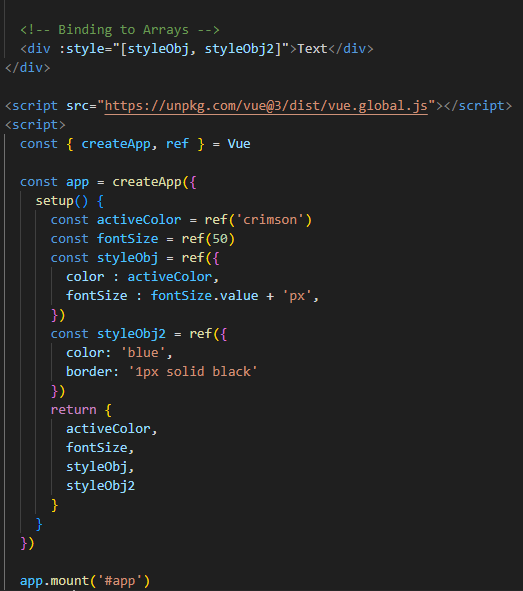 <!-- Binding to Arrays -->
<div :style="[styleObj, styleObj2]">Text</div>
</div>
<script src="https://unpkg.com/vue@3/dist/vue.global.js"></script>
<script>
const { createApp, ref } = Vue
const app = createApp({
setup() {
const activeColor = ref('crimson')
const fontSize = ref(50)
const styleObj = ref({
color : activeColor,
fontSize : fontSize.value + 'px',
})
const styleObj2 = ref({
color: 'blue',
border: '1px solid black'
})
return {
activeColor,
fontSize,
styleObj,
styleObj2
}
}
})
app.mount('#app')